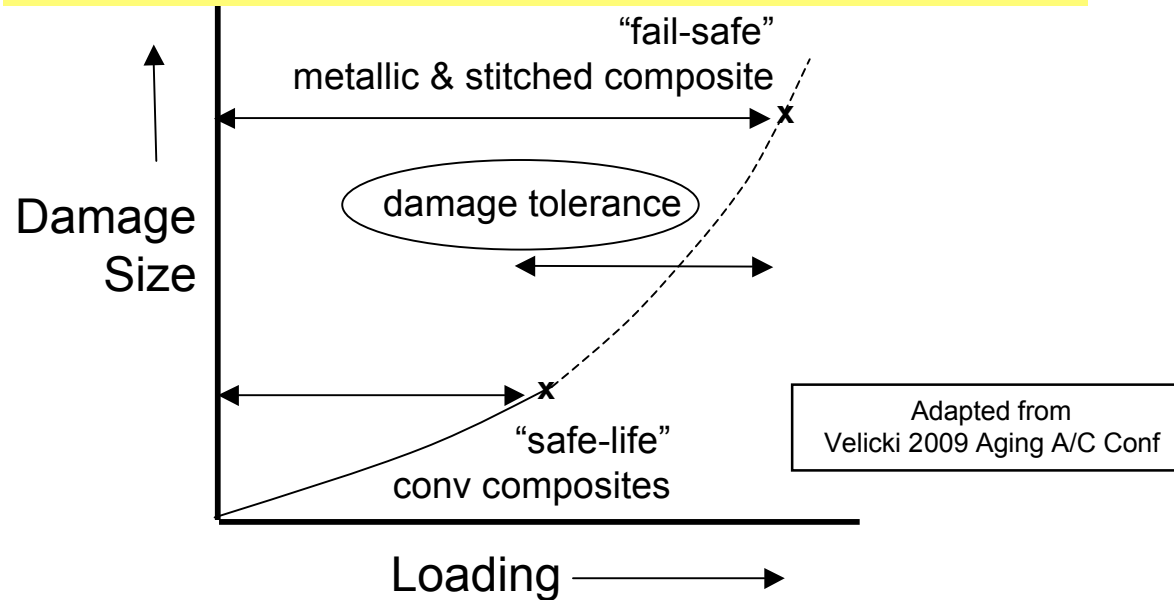 “fail-safe”
metallic & stitched composite
x
damage tolerance
Damage
Size
x
“safe-life”
conv composites
Adapted from
Velicki 2009 Aging A/C Conf
Loading